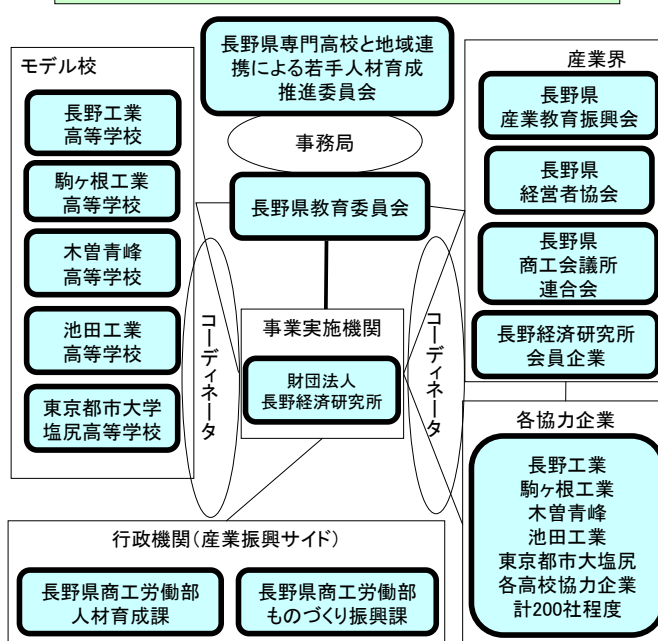 長野県専門高校と地域連
携による若手人材育成
推進委員会
事務局
長野県教育委員会
モデル校
長野工業
高等学校
駒ヶ根工業
高等学校
木曽青峰
高等学校
池田工業
高等学校
東京都市大学
塩尻高等学校
コーディネータ
事業実施機関
財団法人
長野経済研究所
コーディネータ
産業界
長野県
産業教育振興会
長野県
経営者協会
長野県
商工会議所
連合会
長野経済研究所
会員企業
各協力企業
長野工業
駒ヶ根工業
木曽青峰
池田工業
東京都市大塩尻
各高校協力企業
計200社程度
行政機関(産業振興サイド)
長野県商工労働部
人材育成課
長野県商工労働部
ものづくり振興課